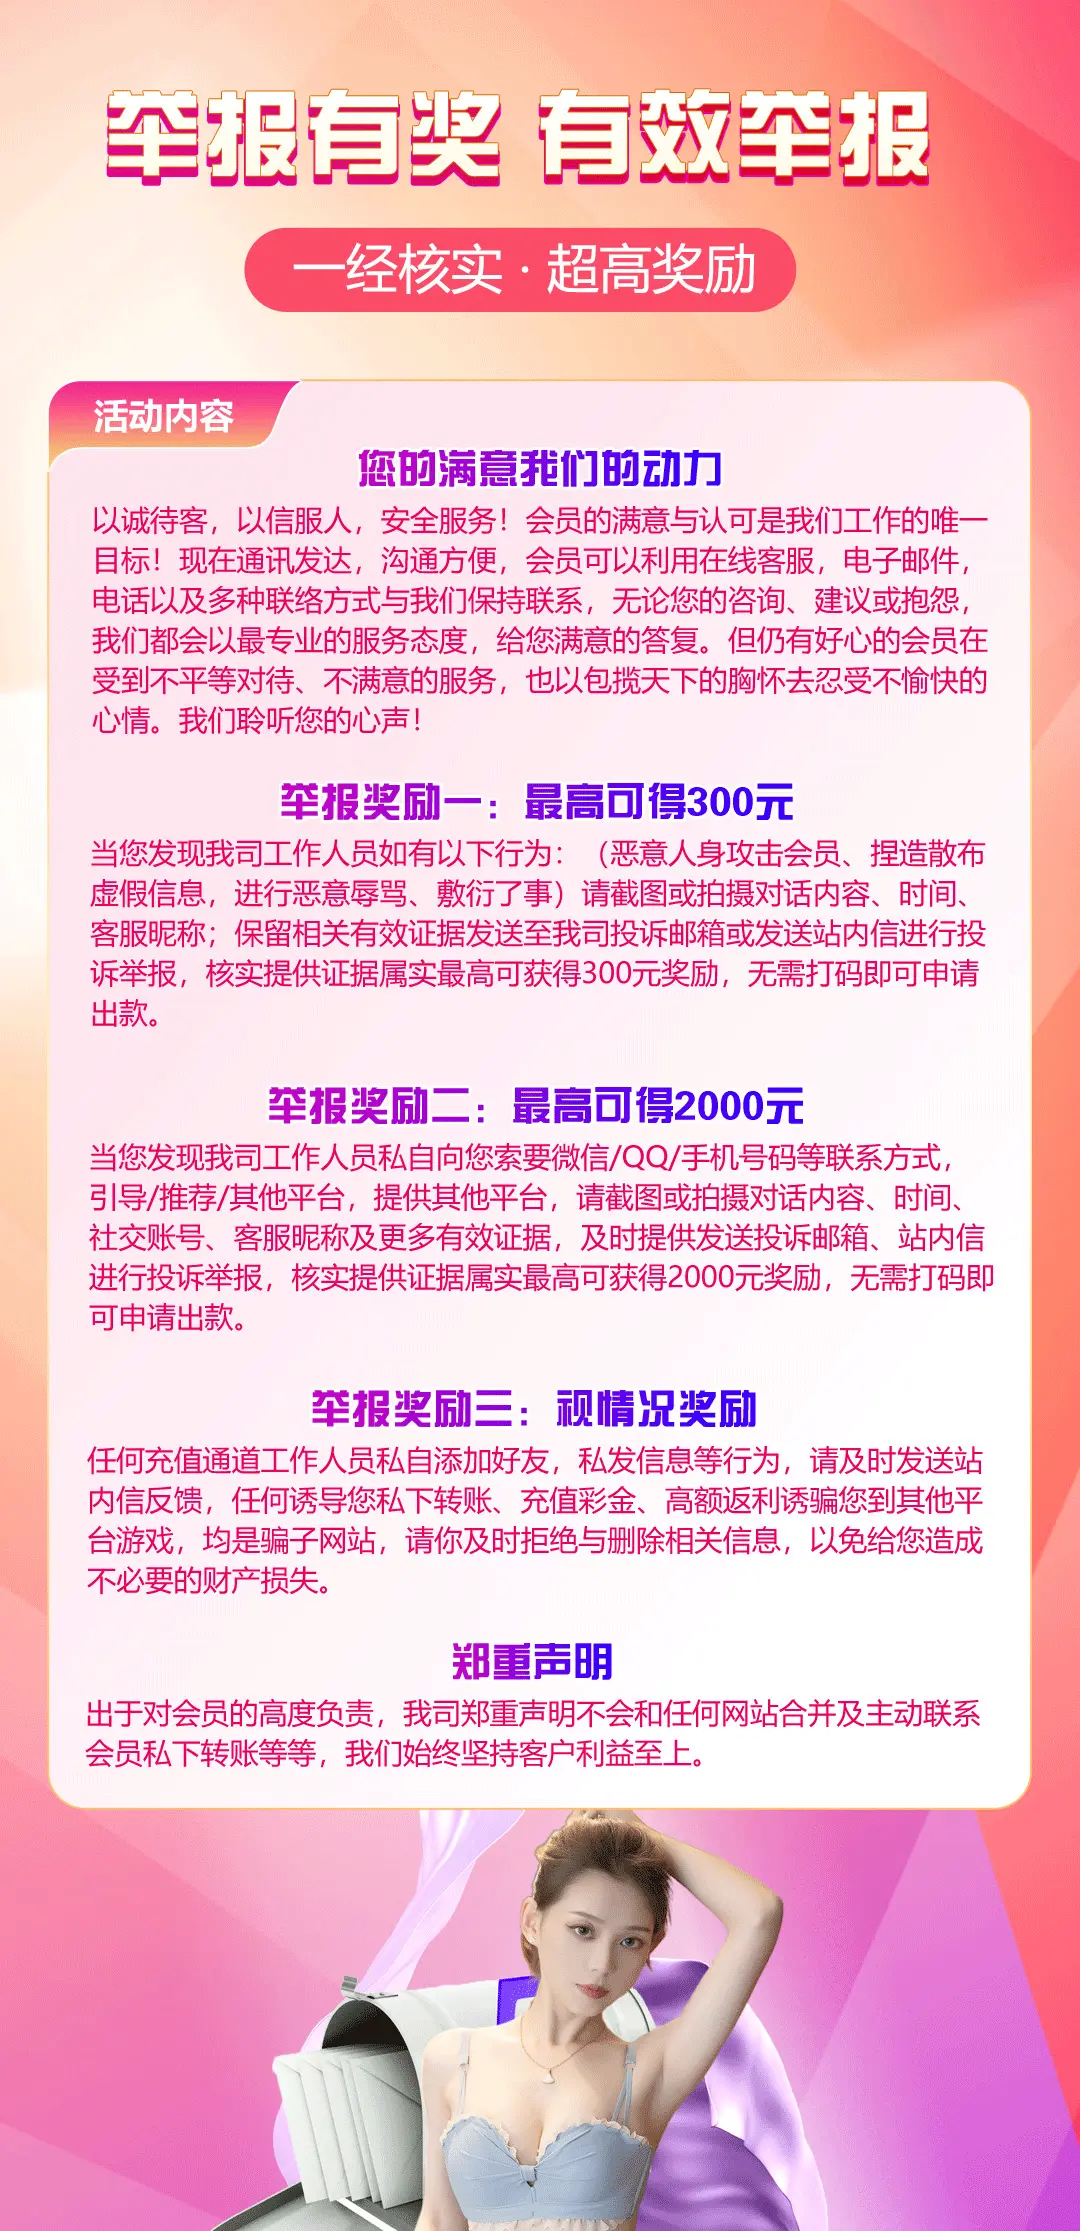 举报有奖 有效举报
一经核实·超高奖励
活动内容
您的满意我们的动力
以诚待客，以信服人，安全服务！会员的满意与认可是我们工作的唯一
目标！现在通讯发达，沟通方便，会员可以利用在线客服，电子邮件，
电话以及多种联络方式与我们保持联系，无论您的咨询、建议或抱怨，
我们都会以最专业的服务态度，给您满意的答复。但仍有好心的会员在
受到不平等对待、不满意的服务，也以包揽天下的胸怀去忍受不愉快的
心情。我们聆听您的心声！
举报奖励一：最高可得300元
当您发现我司工作人员如有以下行为：（恶意人身攻击会员、捏造散布
虚假信息，进行恶意辱骂、敷衍了事）请截图或拍摄对话内容、时间、
客服昵称；保留相关有效证据发送至我司投诉邮箱或发送站内信进行投
诉举报，核实提供证据属实最高可获得300元奖励，无需打码即可申请
出款。
举报奖励二：最高可得2000元
当您发现我司工作人员私自向您索要微信/QQ/手机号码等联系方式，
引导/推荐/其他平台，提供其他平台，请截图或拍摄对话内容、时间、
社交账号、客服昵称及更多有效证据，及时提供发送投诉邮箱、站内信
进行投诉举报，核实提供证据属实最高可获得2000元奖励，无需打码即
可申请出款。
举报奖励三：视情况奖励
任何充值通道工作人员私自添加好友，私发信息等行为，请及时发送站
内信反馈，任何诱导您私下转账、充值彩金、高额返利诱骗您到其他平
台游戏，均是骗子网站，请你及时拒绝与删除相关信息，以免给您造成
不必要的财产损失。
郑重声明
出于对会员的高度负责，我司郑重声明不会和任何网站合并及主动联系
会员私下转账等等，我们始终坚持客户利益至上。